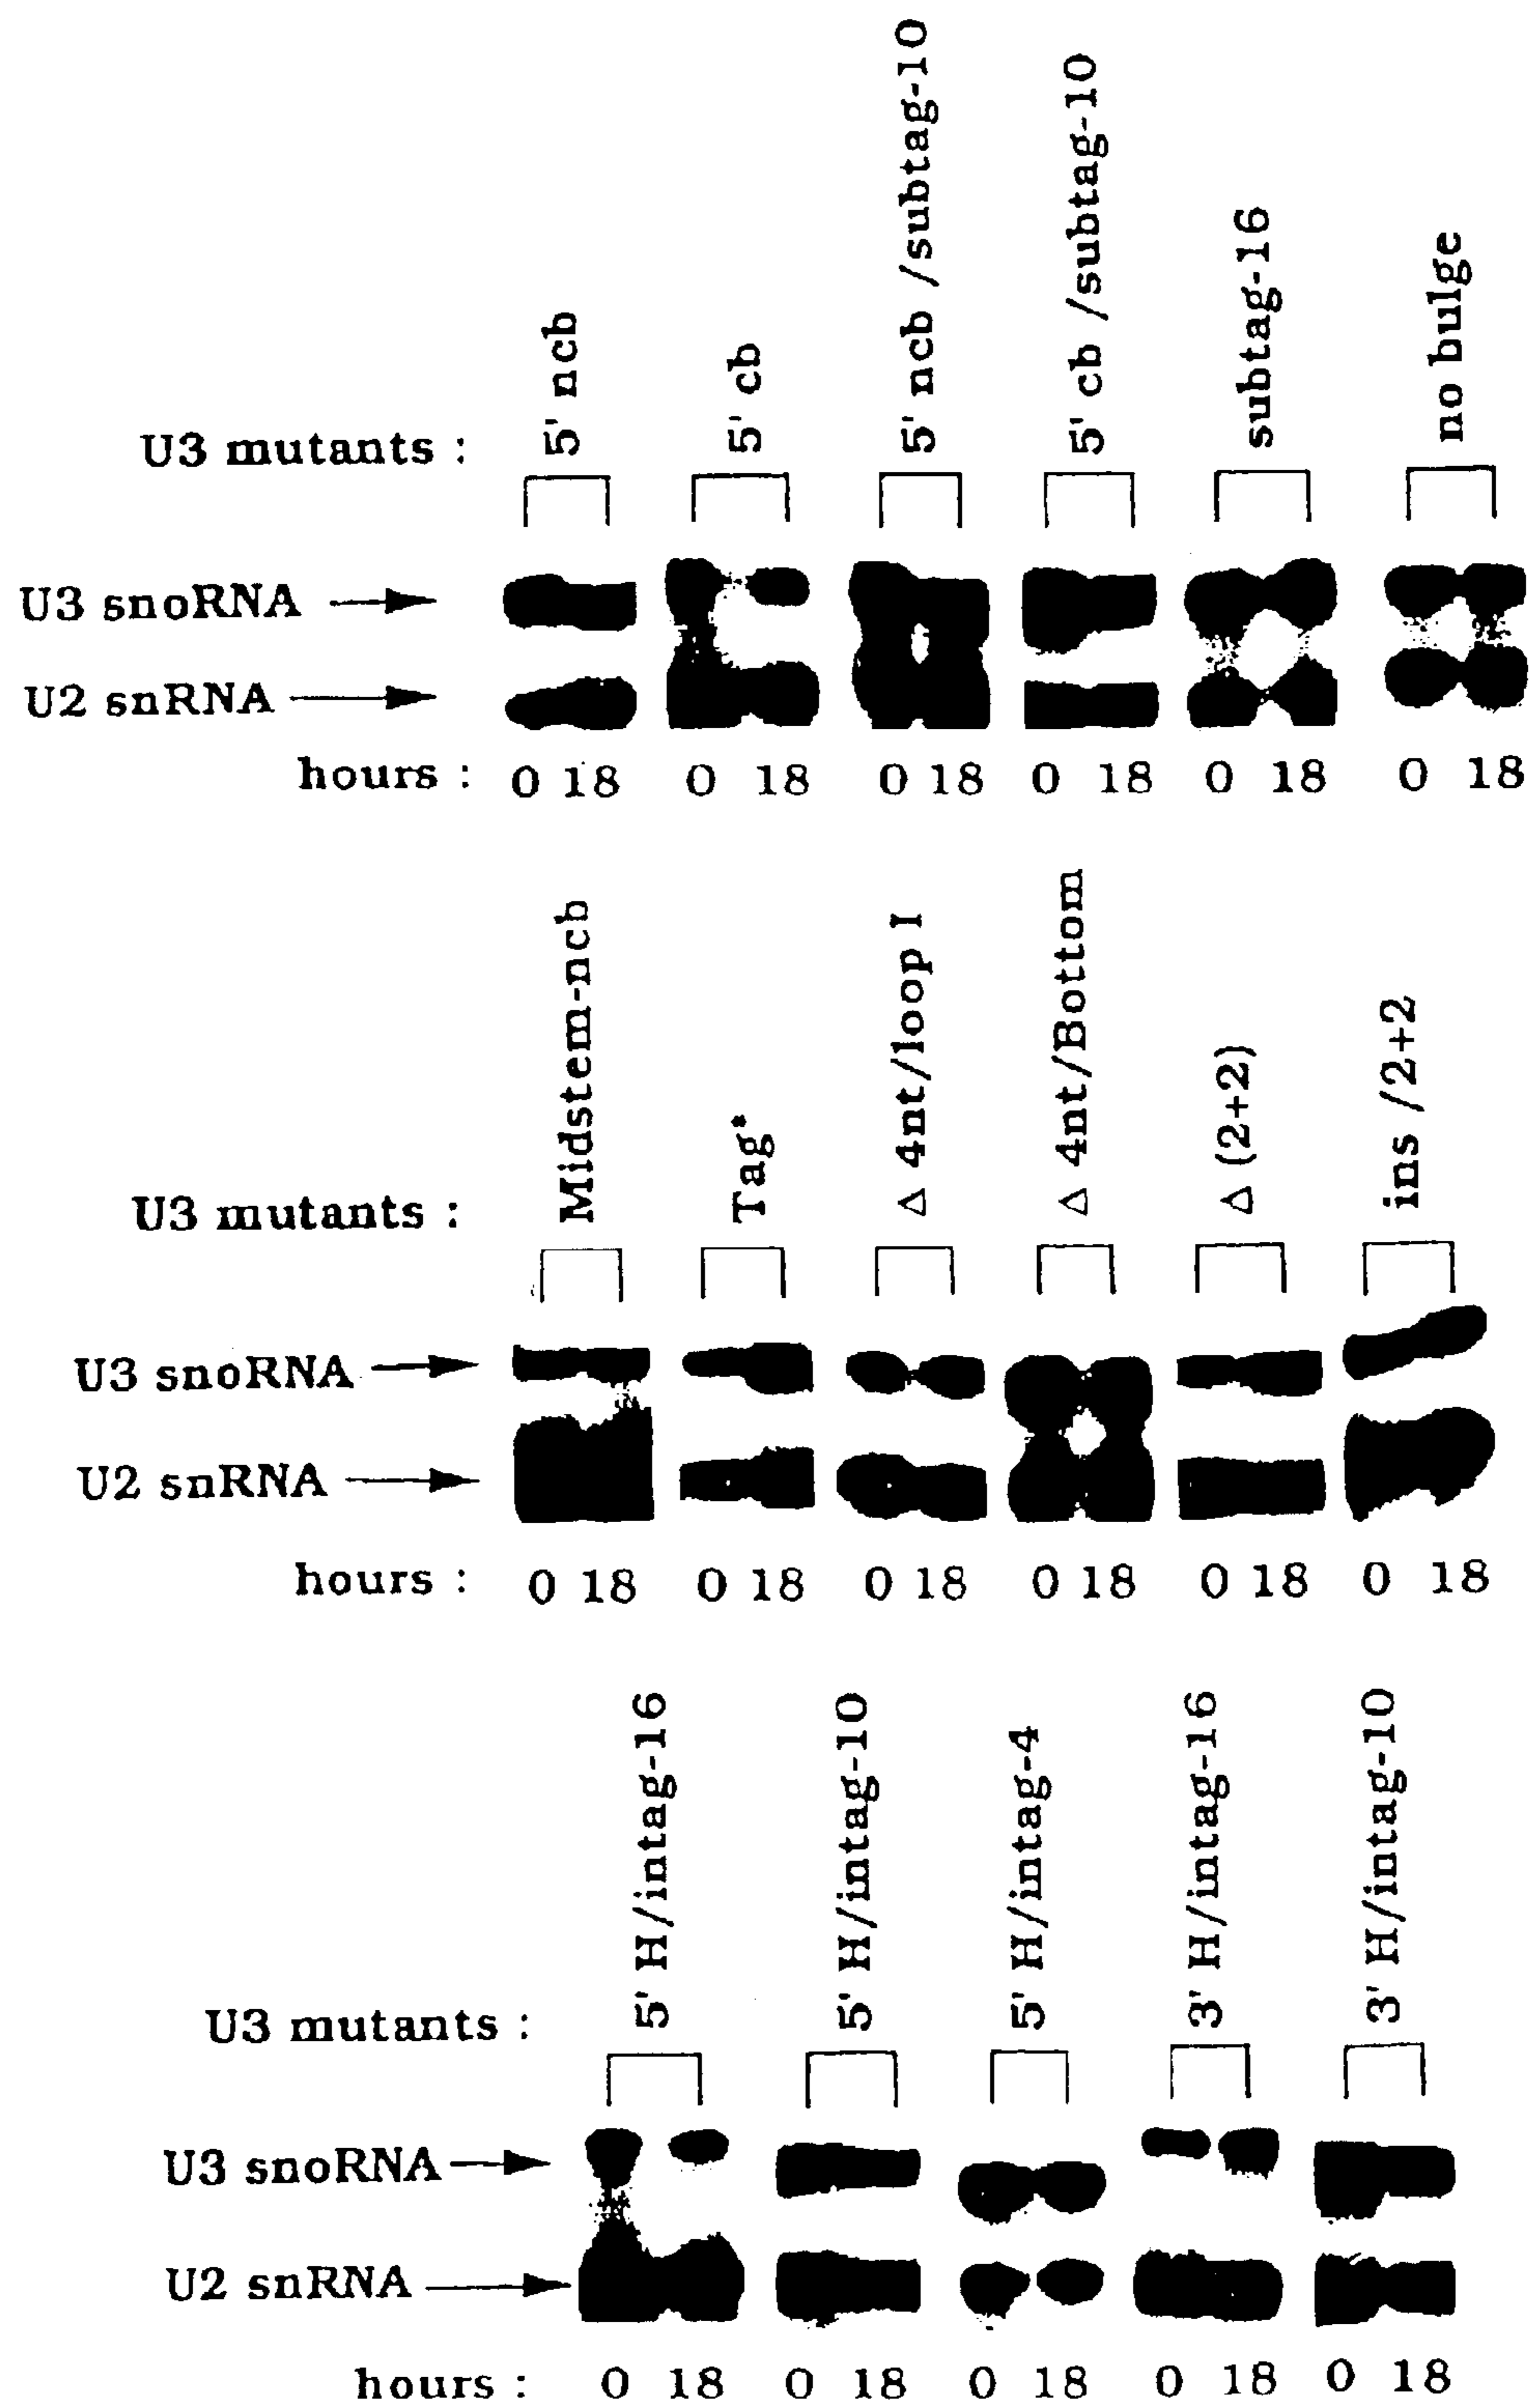 5' ncb
5' cb
5' ncb /subtag-10
5' cb /subtag-10
subtag-16
no bulge
U3 mutants :
U3 snoRNA
U2 snRNA
hours : 0 18 0 18 0 18 0 18 0 18 0 18
Midstem-ncb
Tag*
Δ 4nt/loop I
Δ 4nt/Bottom
Δ (2+2)
ins /2+2
U3 mutants :
U3 snoRNA
U2 snRNA
hours : 0 18 0 18 0 18 0 18 0 18 0 18
5' H/intag-16
5' H/intag-10
5' H/intag-4
3' H/intag-16
3' H/intag-10
U3 mutants :
U3 snoRNA
U2 snRNA
hours : 0 18 0 18 0 18 0 18 0 18